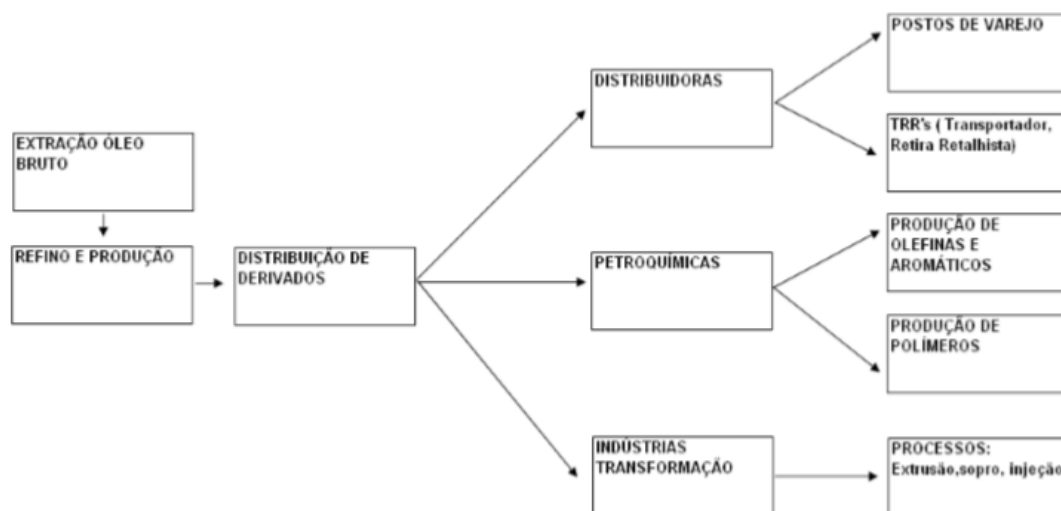 EXTRAÇÃO ÓLEO
BRUTO
REFINO E PRODUÇÃO
DISTRIBUIÇÃO DE
DERIVADOS
DISTRIBUIDORAS
POSTOS DE VAREJO
TRR's ( Transportador,
Retira Retalhista)
PETROQUÍMICAS
PRODUÇÃO DE
OLEFINAS E
AROMÁTICOS
PRODUÇÃO DE
POLÍMEROS
INDÚSTRIAS
TRANSFORMAÇÃO
PROCESSOS:
Extrusão,sopro, injeção